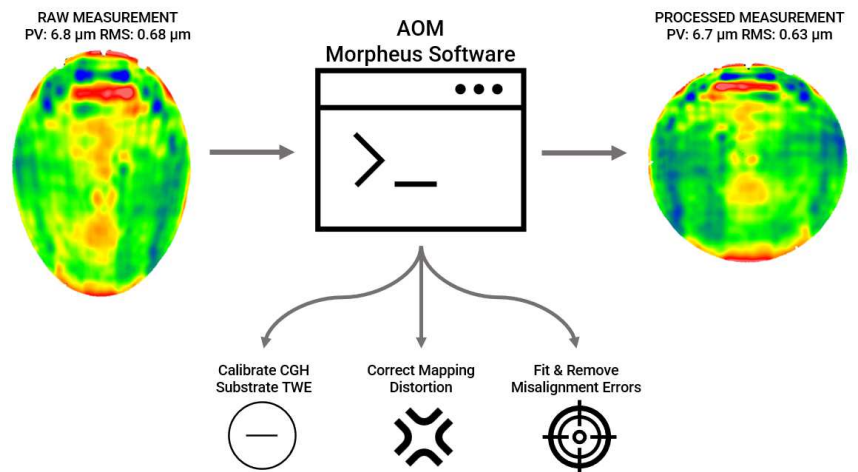 RAW MEASUREMENT
PV: 6.8 µm RMS: 0.68 µm
AOM
Morpheus Software
PROCESSED MEASUREMENT
PV: 6.7 µm RMS: 0.63 µm
Calibrate CGH
Substrate TWE
Correct Mapping
Distortion
Fit & Remove
Misalignment Errors